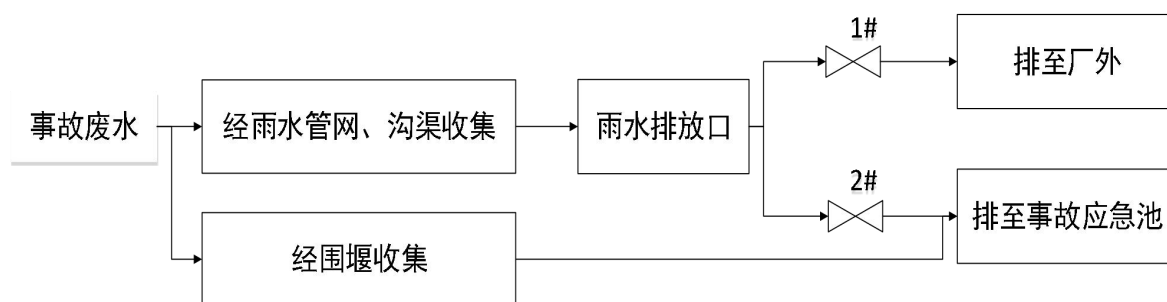 1#
排至厂外
事故废水
经雨水管网、沟渠收集
雨水排放口
2#
排至事故应急池
经围堰收集